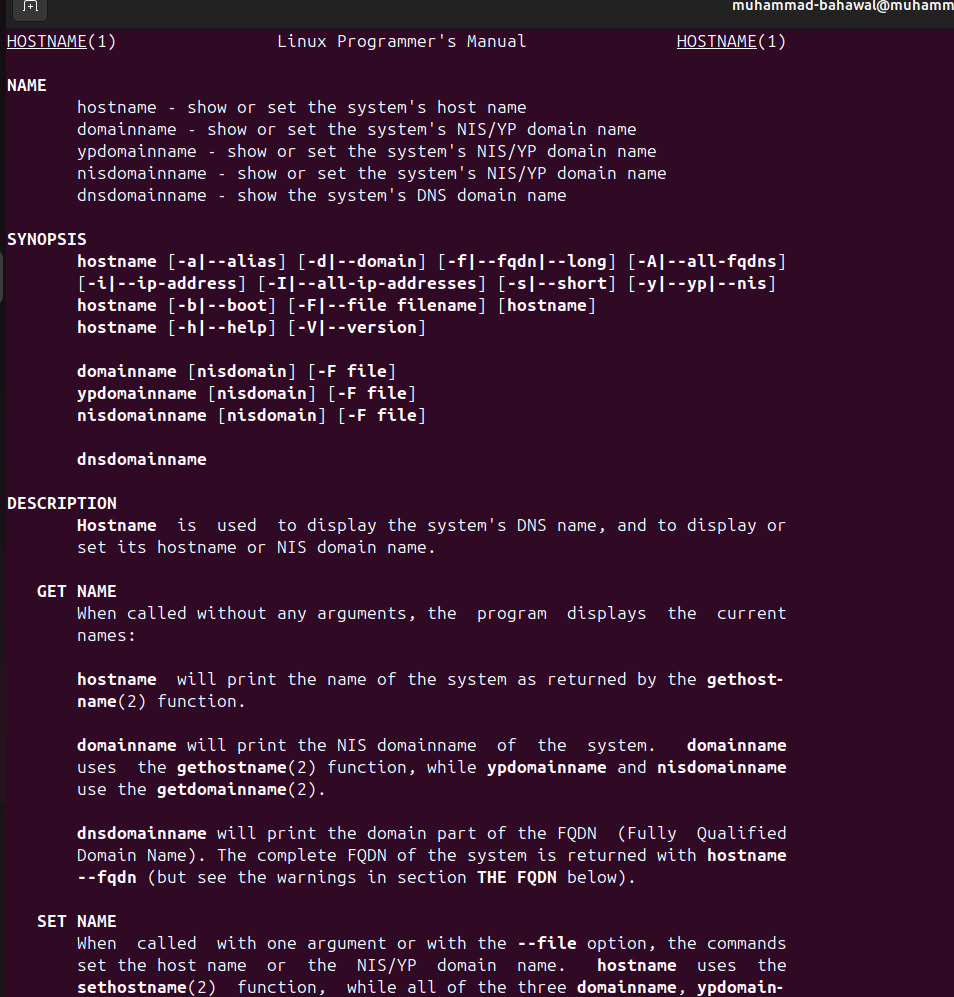 muhammad-bahawal@muhamm
HOSTNAME(1) Linux Programmer's Manual HOSTNAME(1)
NAME
hostname - show or set the system's host name
domainname - show or set the system's NIS/YP domain name
ypdomainname - show or set the system's NIS/YP domain name
nisdomainname - show or set the system's NIS/YP domain name
dnsdomainname - show the system's DNS domain name
SYNOPSIS
hostname [-a|--alias] [-d|--domain] [-f|--fqdn|--long] [-A|--all-fqdns]
[-i|--ip-address] [-I|--all-ip-addresses] [-s|--short] [-y|--yp|--nis]
hostname [-b|--boot] [-F|--file filename] [hostname]
hostname [-h|--help] [-V|--version]
domainname [nisdomain] [-F file]
ypdomainname [nisdomain] [-F file]
nisdomainname [nisdomain] [-F file]
dnsdomainname
DESCRIPTION
Hostname is used to display the system's DNS name, and to display or
set its hostname or NIS domain name.
GET NAME
When called without any arguments, the program displays the current
names:
hostname will print the name of the system as returned by the gethost-
name(2) function.
domainname will print the NIS domainname of the system. domainname
uses the gethostname(2) function, while ypdomainname and nisdomainname
use the getdomainname(2).
dnsdomainname will print the domain part of the FQDN (Fully Qualified
Domain Name). The complete FQDN of the system is returned with hostname
--fqdn (but see the warnings in section THE FQDN below).
SET NAME
When called with one argument or with the --file option, the commands
set the host name or the NIS/YP domain name. hostname uses the
sethostname(2) function, while all of the three domainname, ypdomain-